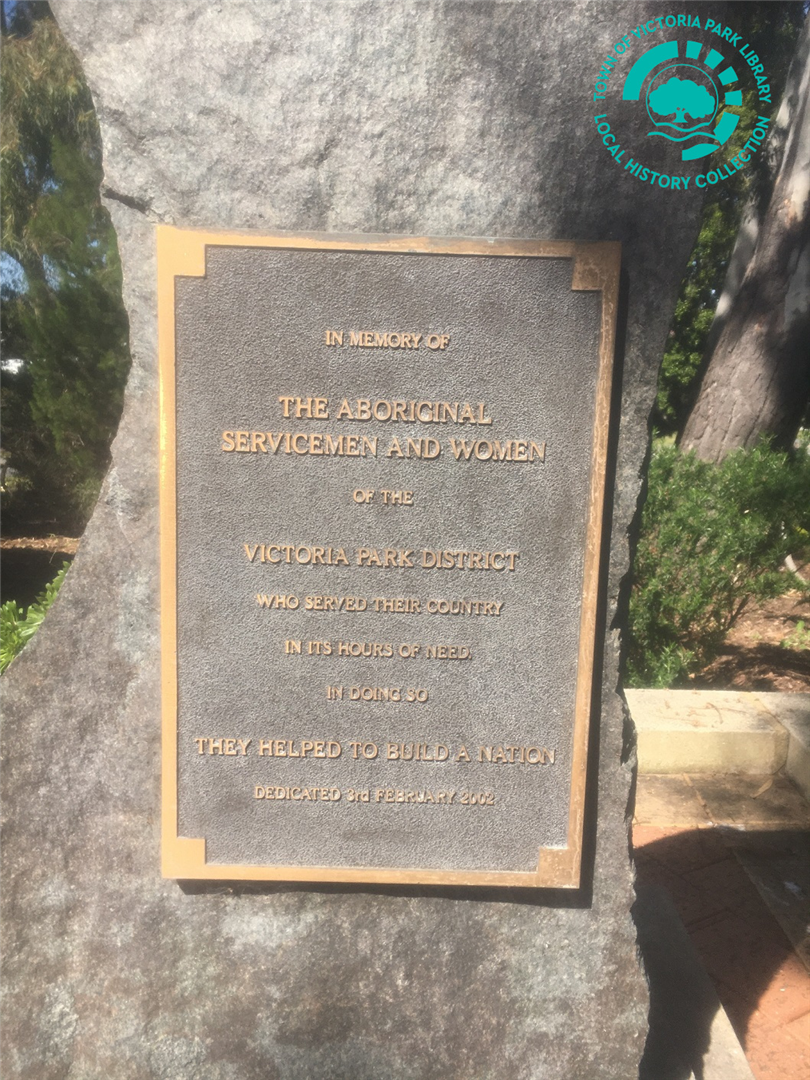 TOWN OF VICTORIA PARK LIBRARY
LOCAL HISTORY COLLECTION
IN MEMORY OF
THE ABORIGINAL
SERVICEMEN AND WOMEN
OF THE
VICTORIA PARK DISTRICT
WHO SERVED THEIR COUNTRY
IN ITS HOURS OF NEED,
IN DOING SO
THEY HELPED TO BUILD A NATION
DEDICATED 3rd FEBRUARY 2002